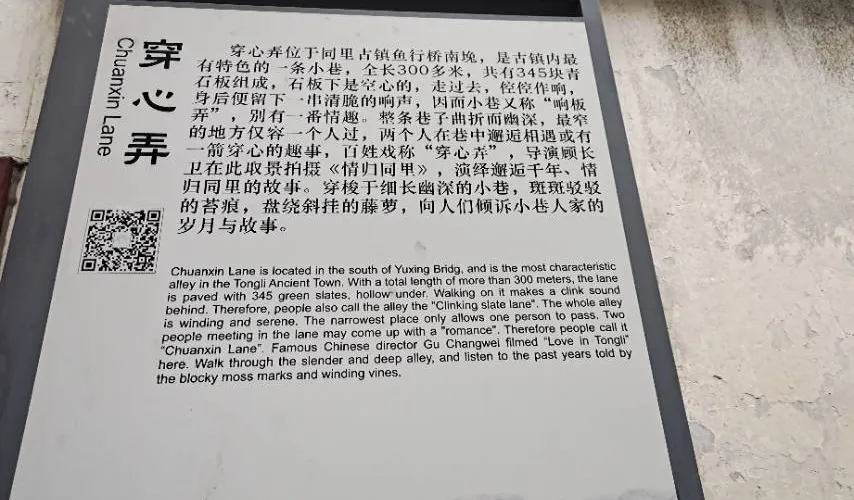 穿心弄
Chuanxin Lane
穿心弄位于同里古镇鱼行桥南堍，是古镇内最
有特色的一条小巷，全长300多米，共有345块青
石板组成，石板下是空心的，走过去，倥倥作响，
身后便留下一串清脆的响声，因而小巷又称“响板
弄”，别有一番情趣。整条巷子曲折而幽深，最窄
的地方仅容一个人过，两个人在巷中邂逅相遇或有
一箭穿心的趣事，百姓戏称“穿心弄”，导演顾长
卫在此取景拍摄《情归同里》，演绎邂逅千年、情
归同里的故事。穿梭于细长幽深的小巷，斑斑驳驳
的苔痕，盘绕斜挂的藤萝，向人们倾诉小巷人家的
岁月与故事。
Chuanxin Lane is located in the south of Yuxing Bridg, and is the most characteristic
alley in the Tongli Ancient Town. With a total length of more than 300 meters, the lane
is paved with 345 green slates, hollow under. Walking on it makes a clink sound
behind. Therefore, people also call the alley the "Clinking slate lane". The whole alley
is winding and serene. The narrowest place only allows one person to pass. Two
people meeting in the lane may come up with a "romance". Therefore people call it
"Chuanxin Lane". Famous Chinese director Gu Changwei filmed "Love in Tongli"
here. Walk through the slender and deep alley, and listen to the past years told by
the blocky moss marks and winding vines.